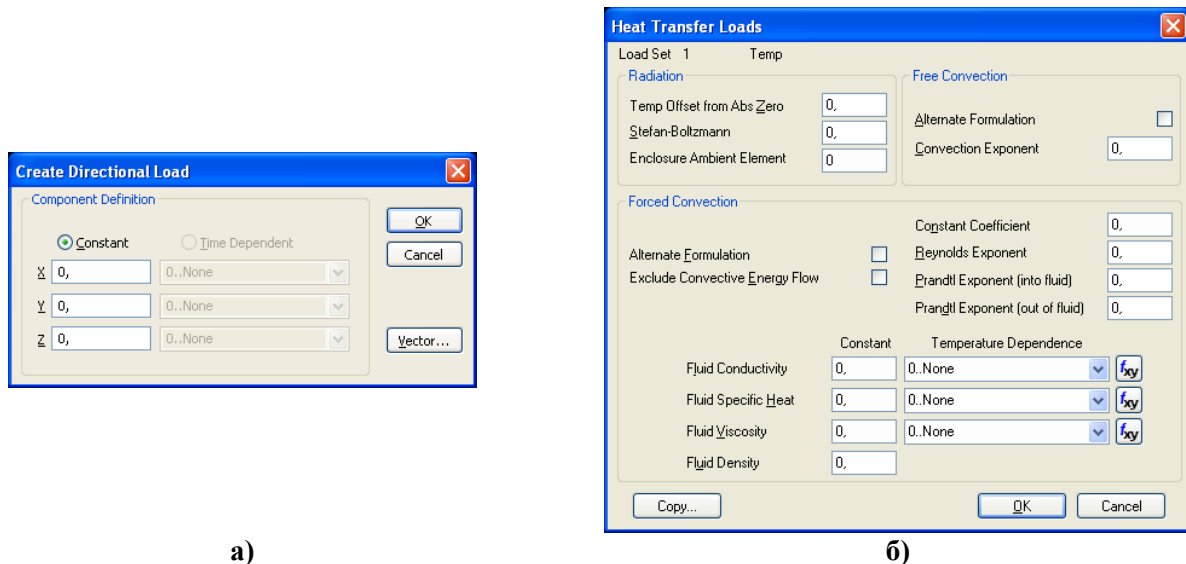 Create Directional Load
Component Definition
Constant Time Dependent
X 0, 0..None
Y 0, 0..None
Z 0, 0..None
OK
Cancel
Vector...
а)
Heat Transfer Loads
Load Set 1 Temp
Radiation
Temp Offset from Abs Zero 0,
Stefan-Boltzmann 0,
Enclosure Ambient Element 0
Free Convection
Alternate Formulation
Convection Exponent 0,
Forced Convection
Alternate Formulation
Exclude Convective Energy Flow
Constant Coefficient 0,
Reynolds Exponent 0,
Prandtl Exponent (into fluid) 0,
Prandtl Exponent (out of fluid) 0,
Constant Temperature Dependence
Fluid Conductivity 0, 0..None fxy
Fluid Specific Heat 0, 0..None fxy
Fluid Viscosity 0, 0..None fxy
Fluid Density 0,
Copy... OK Cancel
б)